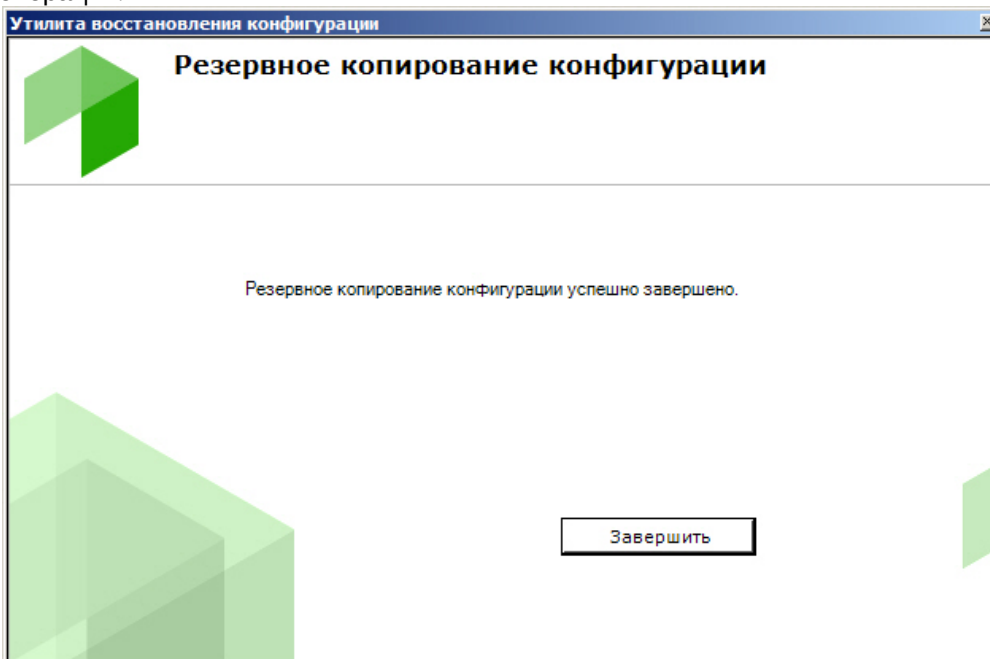 Утилита восстановления конфигурации
Резервное копирование конфигурации
Резервное копирование конфигурации успешно завершено.
Завершить